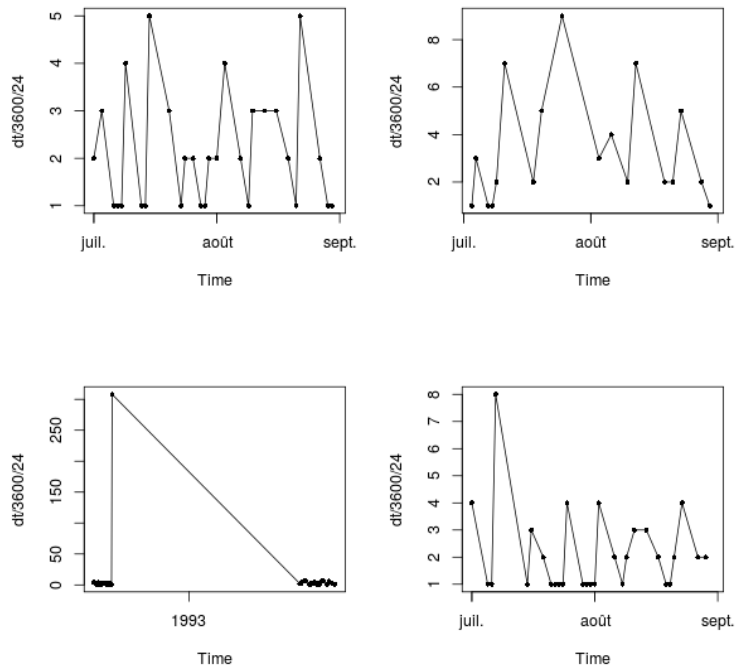 dt/3600/24
5
4
3
2
1
juil.
août
sept.
Time
dt/3600/24
8
6
4
2
juil.
août
sept.
Time
dt/3600/24
250
150
50
0
1993
Time
dt/3600/24
8
7
6
5
4
3
2
1
juil.
août
sept.
Time